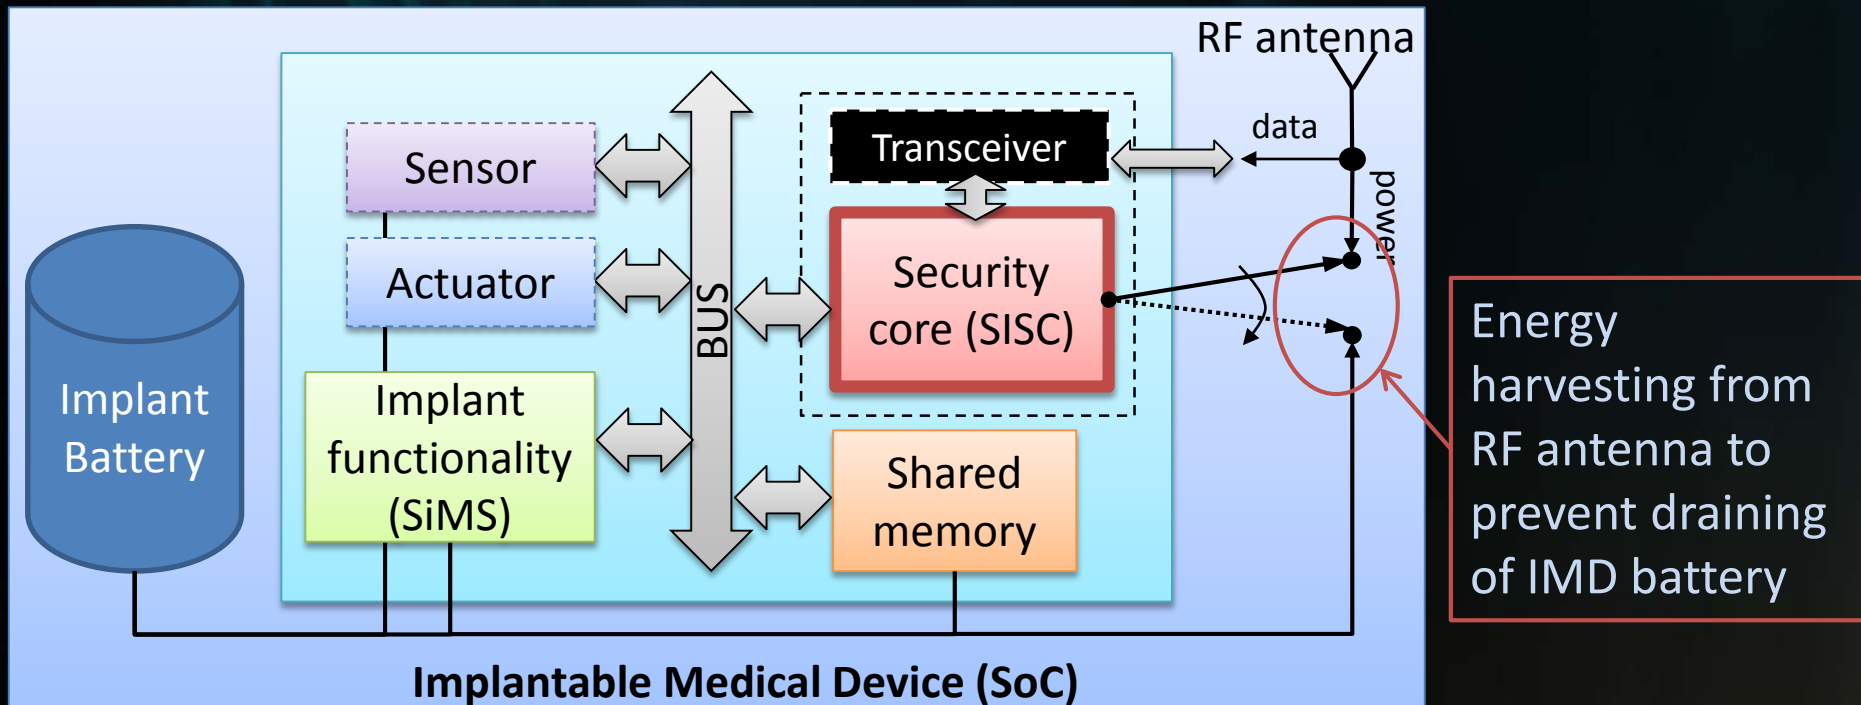 RF antenna
Sensor
Transceiver
data
power
Actuator
BUS
Security
core (SISC)
Implant
Battery
Implant
functionality
(SiMS)
Shared
memory
Energy
harvesting from
RF antenna to
prevent draining
of IMD battery
Implantable Medical Device (SoC)